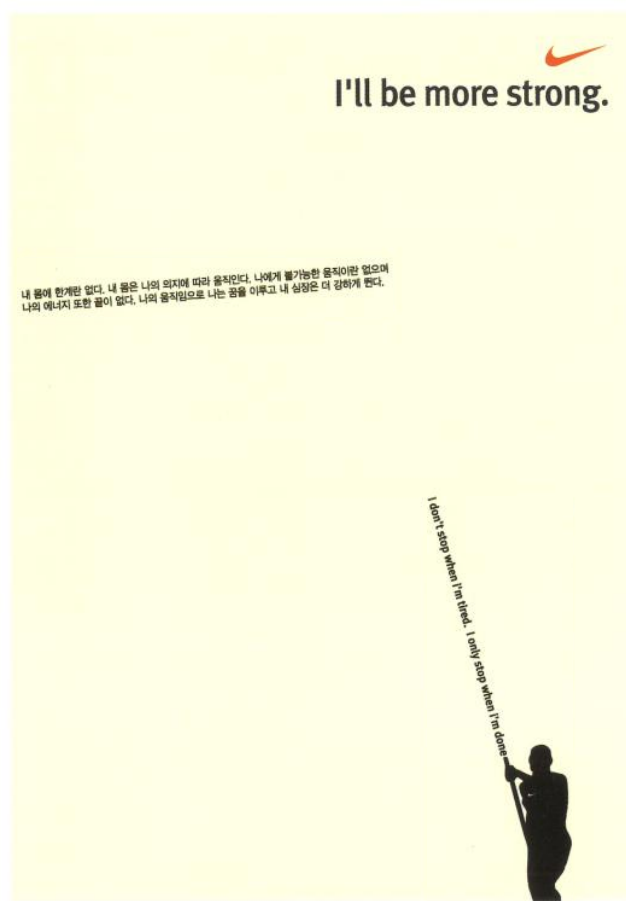 I'll be more strong.
내 몸에 한계란 없다. 내 몸은 나의 의지에 따라 움직인다. 나에게 불가능한 움직이란 없으며
나의 에너지 또한 끝이 없다. 나의 움직임으로 나는 꿈을 이루고 내 심장은 더 강하게 뛴다.
I don't stop when I'm tired. I only stop when I'm done